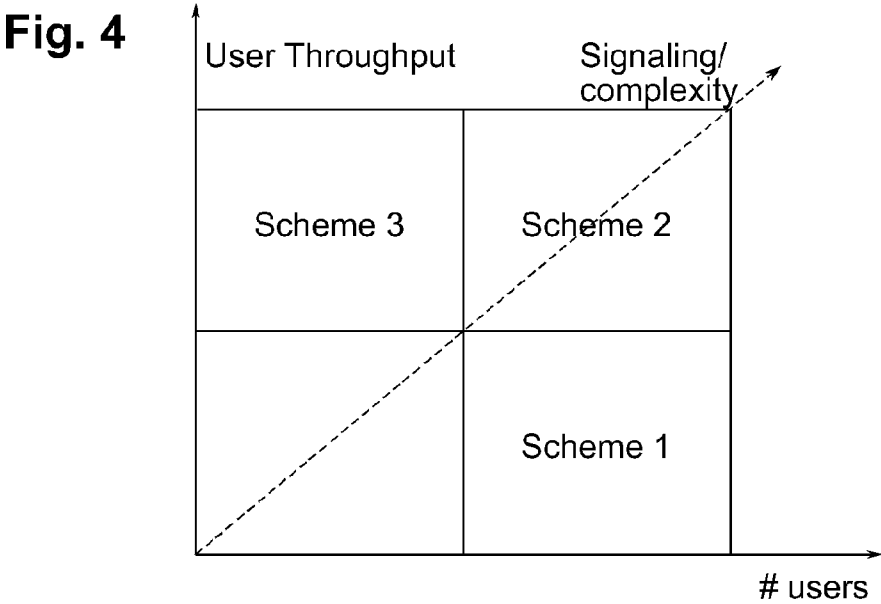 Fig. 4
User Throughput
Signaling/
complexity
Scheme 3
Scheme 2
Scheme 1
# users